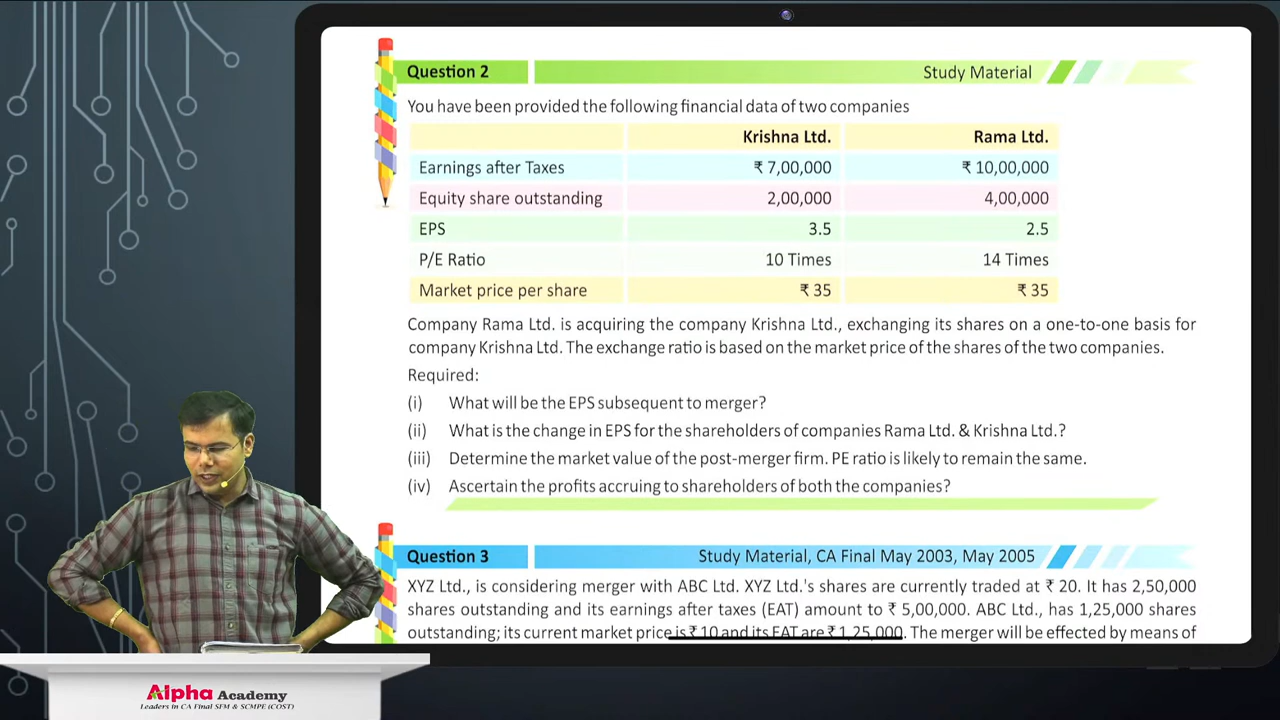 Question 2
Study Material
You have been provided the following financial data of two companies
Krishna Ltd. Rama Ltd.
Earnings after Taxes ₹ 7,00,000 ₹ 10,00,000
Equity share outstanding 2,00,000 4,00,000
EPS 3.5 2.5
P/E Ratio 10 Times 14 Times
Market price per share ₹ 35 ₹ 35
Company Rama Ltd. is acquiring the company Krishna Ltd., exchanging its shares on a one-to-one basis for
company Krishna Ltd. The exchange ratio is based on the market price of the shares of the two companies.
Required:
(i) What will be the EPS subsequent to merger?
(ii) What is the change in EPS for the shareholders of companies Rama Ltd. & Krishna Ltd.?
(iii) Determine the market value of the post-merger firm. PE ratio is likely to remain the same.
(iv) Ascertain the profits accruing to shareholders of both the companies?
Question 3
Study Material, CA Final May 2003, May 2005
XYZ Ltd., is considering merger with ABC Ltd. XYZ Ltd.'s shares are currently traded at ₹ 20. It has 2,50,000
shares outstanding and its earnings after taxes (EAT) amount to ₹ 5,00,000. ABC Ltd., has 1,25,000 shares
outstanding; its current market price is ₹ 10 and its EAT are ₹ 1,25,000. The merger will be effected by means of
Alpha Academy
Leaders in CA Final SFM & SCMPE (COST)